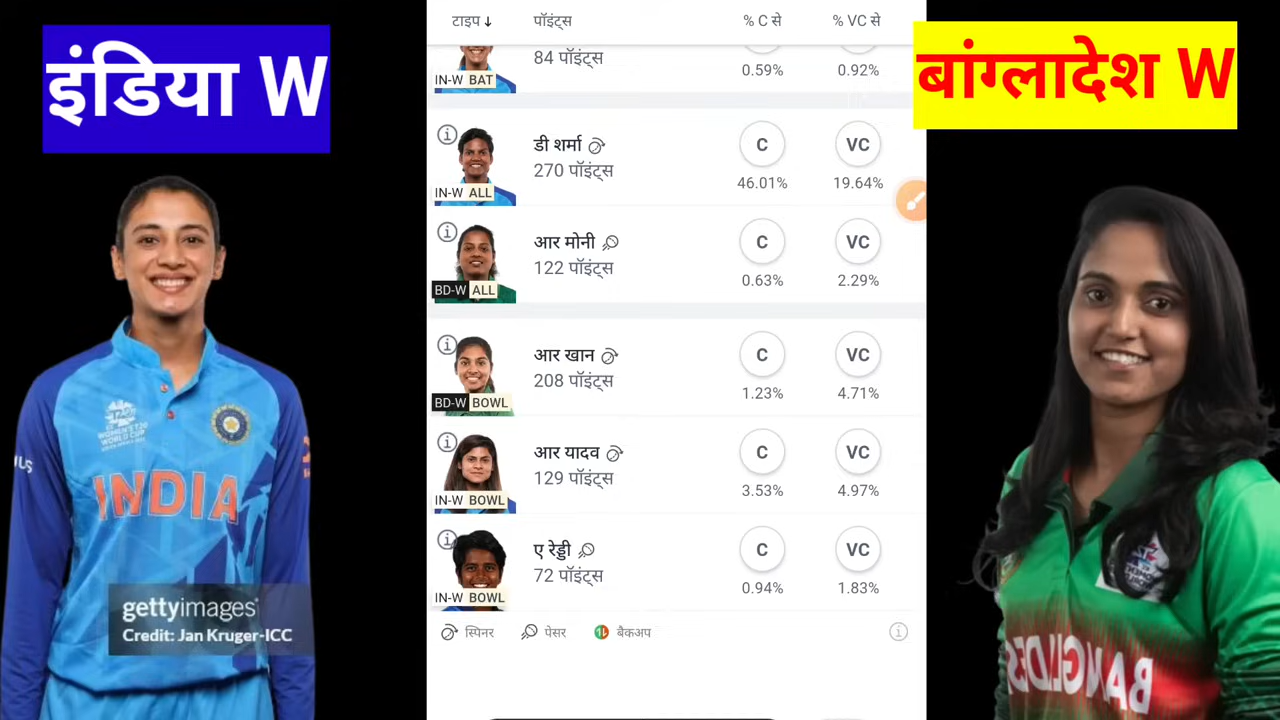 इंडिया W
बांग्लादेश W
टाइप↓ पॉइंट्स % C से % VC से
84 पॉइंट्स 0.59% 0.92%
IN-W BAT
डी शर्मा C VC
270 पॉइंट्स 46.01% 19.64%
IN-W ALL
आर मोनी C VC
122 पॉइंट्स 0.63% 2.29%
BD-W ALL
आर खान C VC
208 पॉइंट्स 1.23% 4.71%
BD-W BOWL
आर यादव C VC
129 पॉइंट्स 3.53% 4.97%
IN-W BOWL
ए रेड्डी C VC
72 पॉइंट्स 0.94% 1.83%
IN-W BOWL
स्पिनर पेसर बैकअप
INDIA
gettyimages
Credit: Jan Kruger-ICC